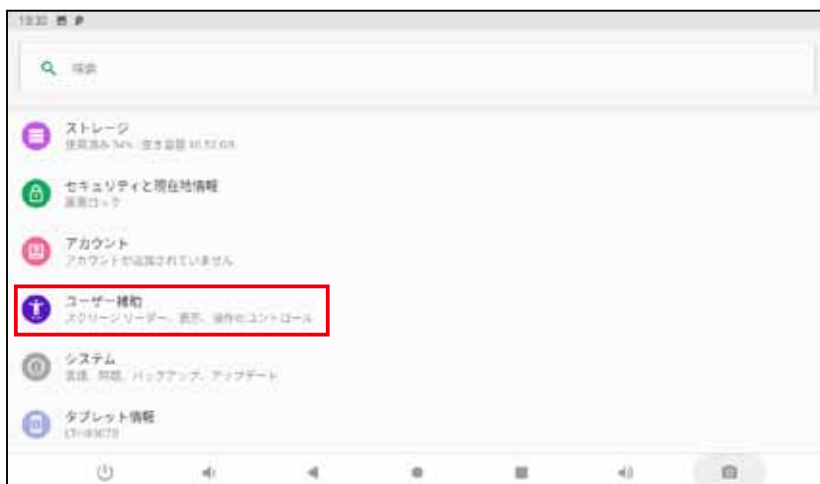 検索
ストレージ
セキュリティと現在地情報
画面ロック
アカウント
アカウントが追加されていません
ユーザー補助
スクリーン リーダー、表示、操作のコントロール
システム
言語、時間、バックアップ、アップデート
タブレット情報